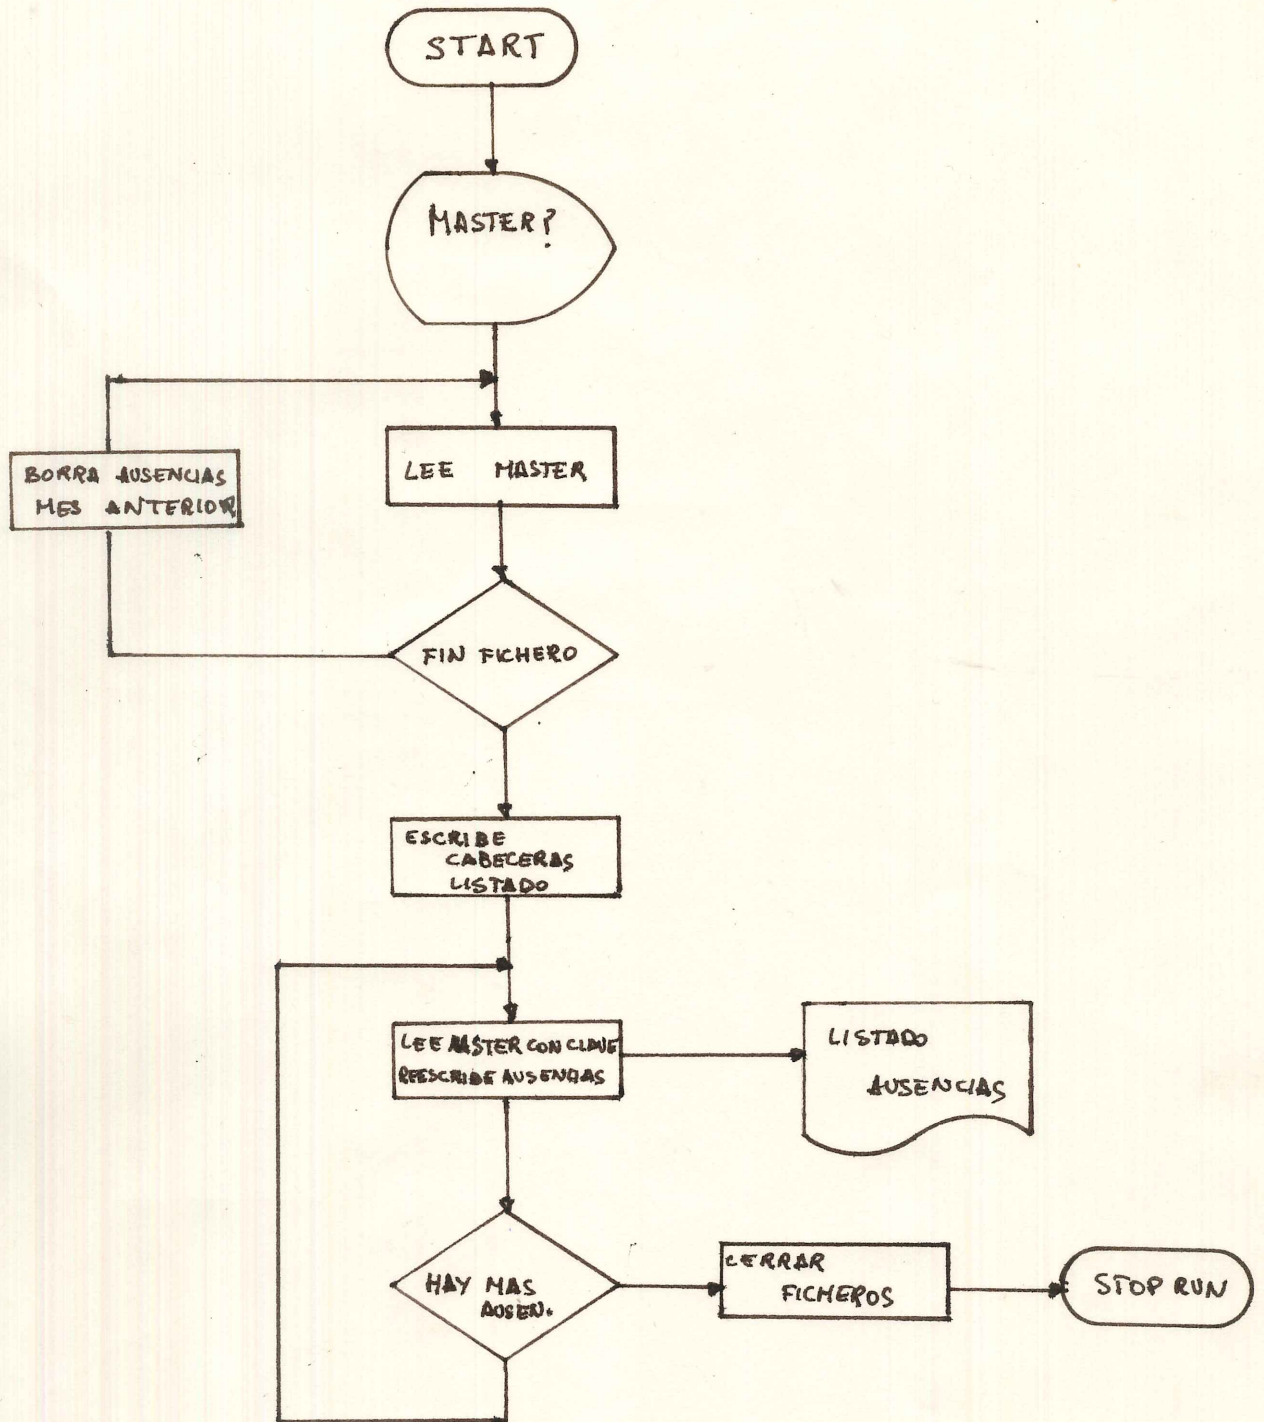 START
MASTER?
LEE MASTER
BORRA AUSENCIAS
MES ANTERIOR
FIN FICHERO
ESCRIBE
CABECERAS
LISTADO
LEE MASTER CON CLAVE
REESCRIBE AUSENCIAS
LISTADO
AUSENCIAS
HAY MAS
AUSEN.
CERRAR
FICHEROS
STOP RUN